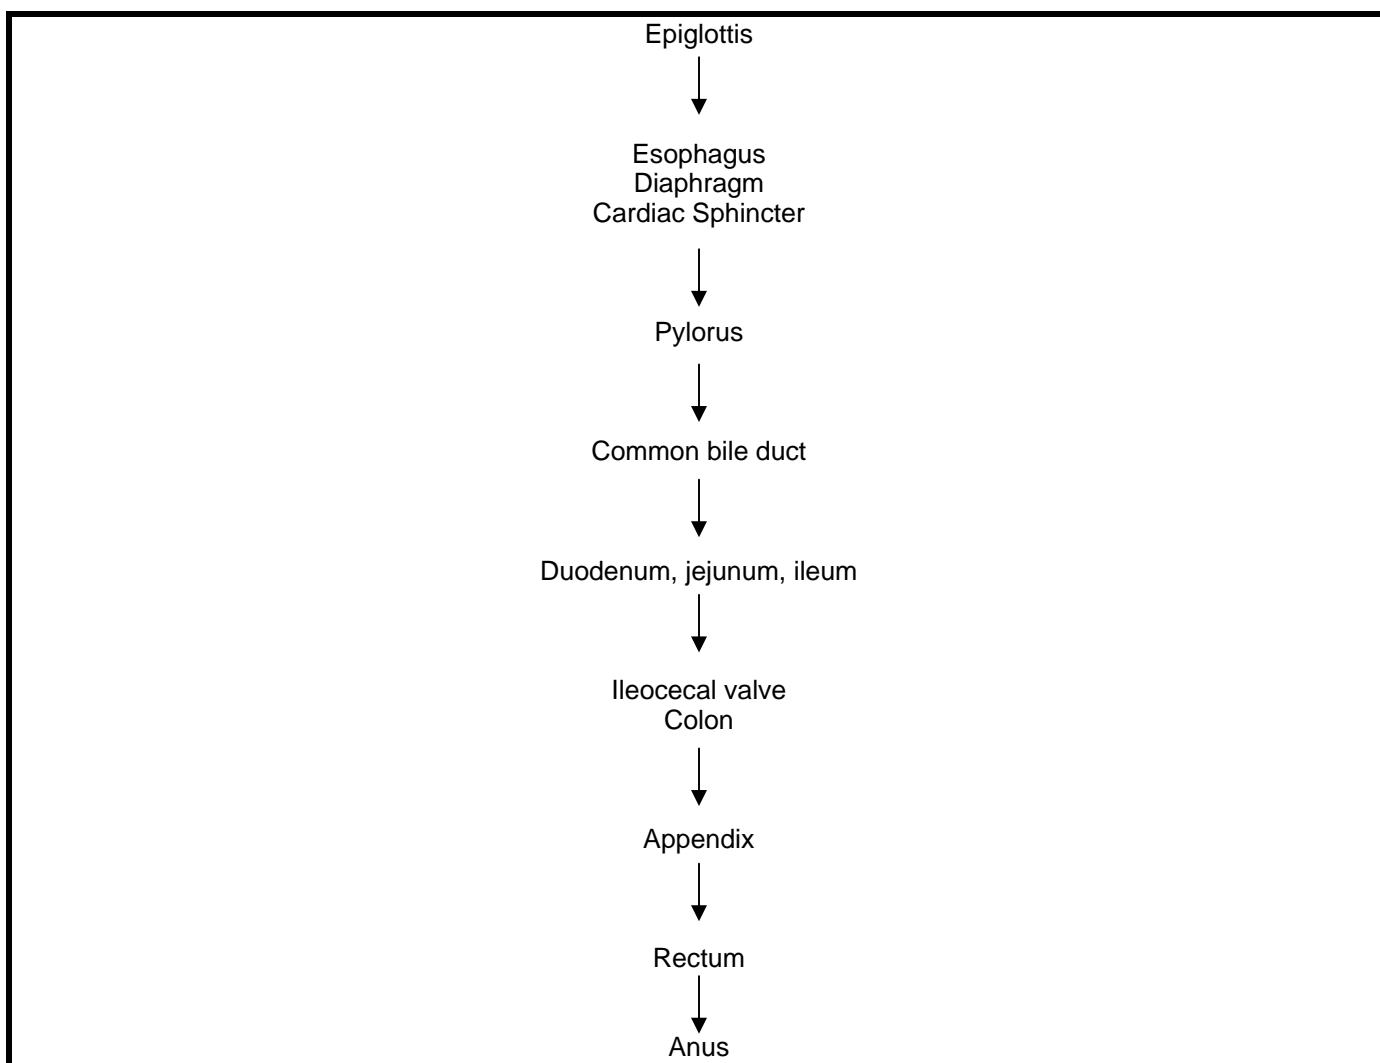 Epiglottis
Esophagus
Diaphragm
Cardiac Sphincter
Pylorus
Common bile duct
Duodenum, jejunum, ileum
Ileocecal valve
Colon
Appendix
Rectum
Anus